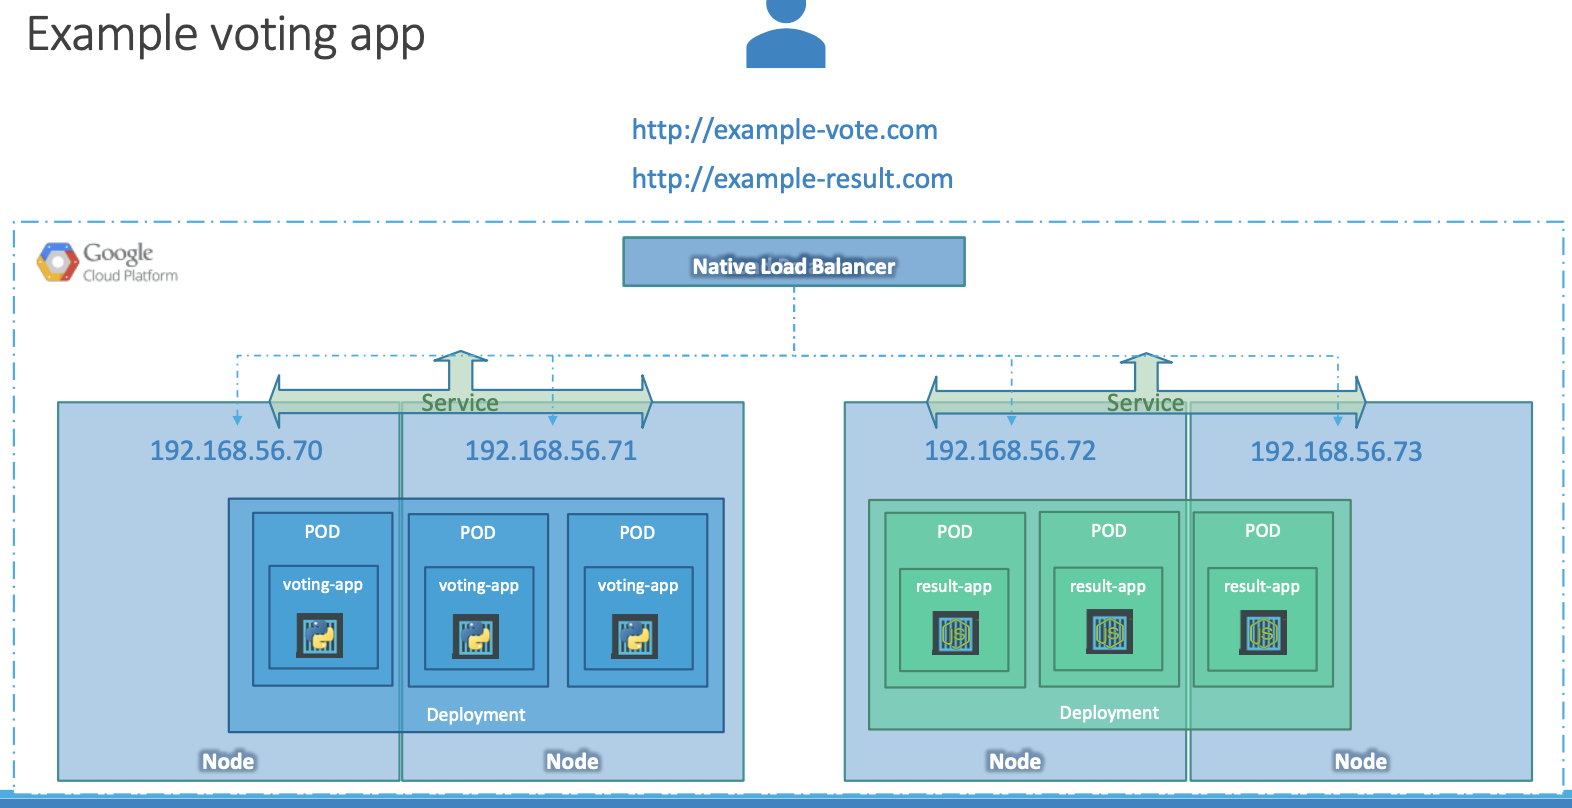 Example voting app
http://example-vote.com
http://example-result.com
Google
Cloud Platform
Native Load Balancer
Service
Service
192.168.56.70
192.168.56.71
192.168.56.72
192.168.56.73
POD
POD
POD
voting-app
voting-app
voting-app
Deployment
POD
POD
POD
result-app
result-app
result-app
JS
JS
JS
Deployment
Node
Node
Node
Node